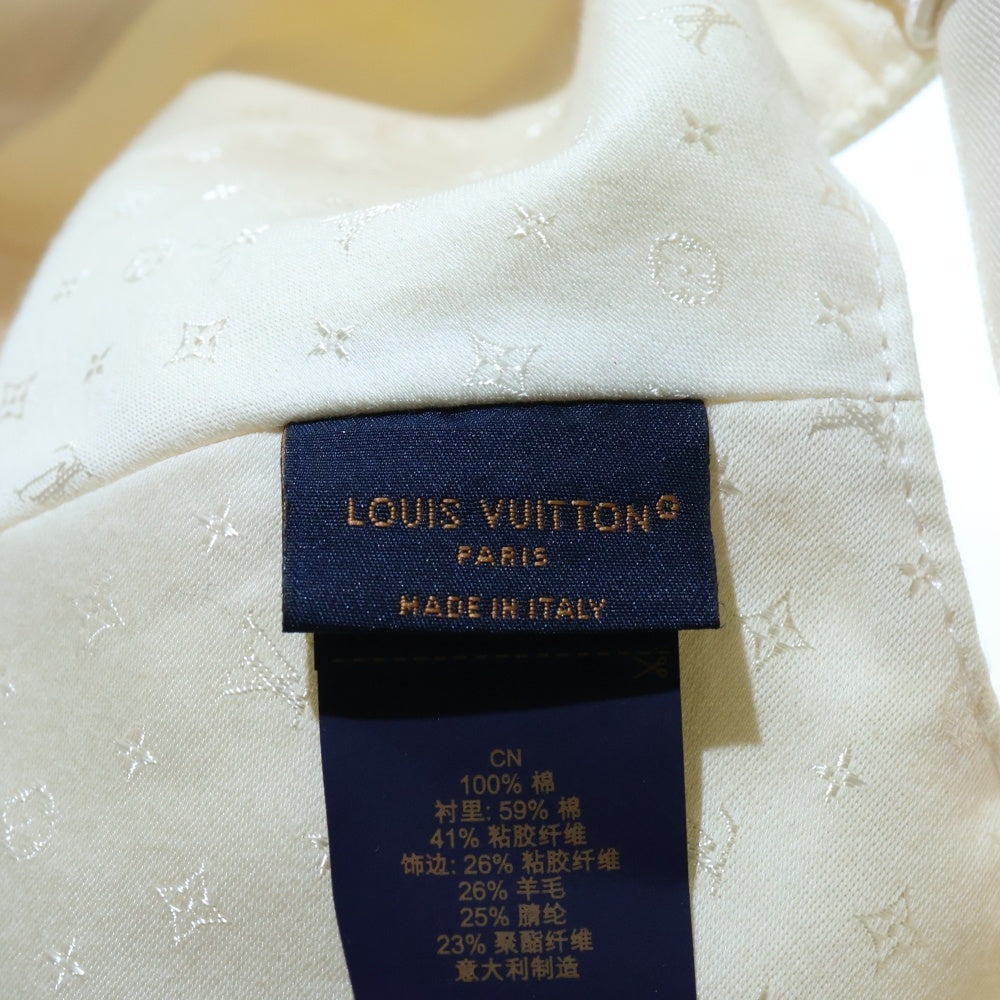 LOUIS VUITTON
PARIS
MADE IN ITALY
CN
100% 棉
衬里: 59% 棉
41% 粘胶纤维
饰边: 26% 粘胶纤维
26% 羊毛
25% 腈纶
23% 聚酯纤维
意大利制造